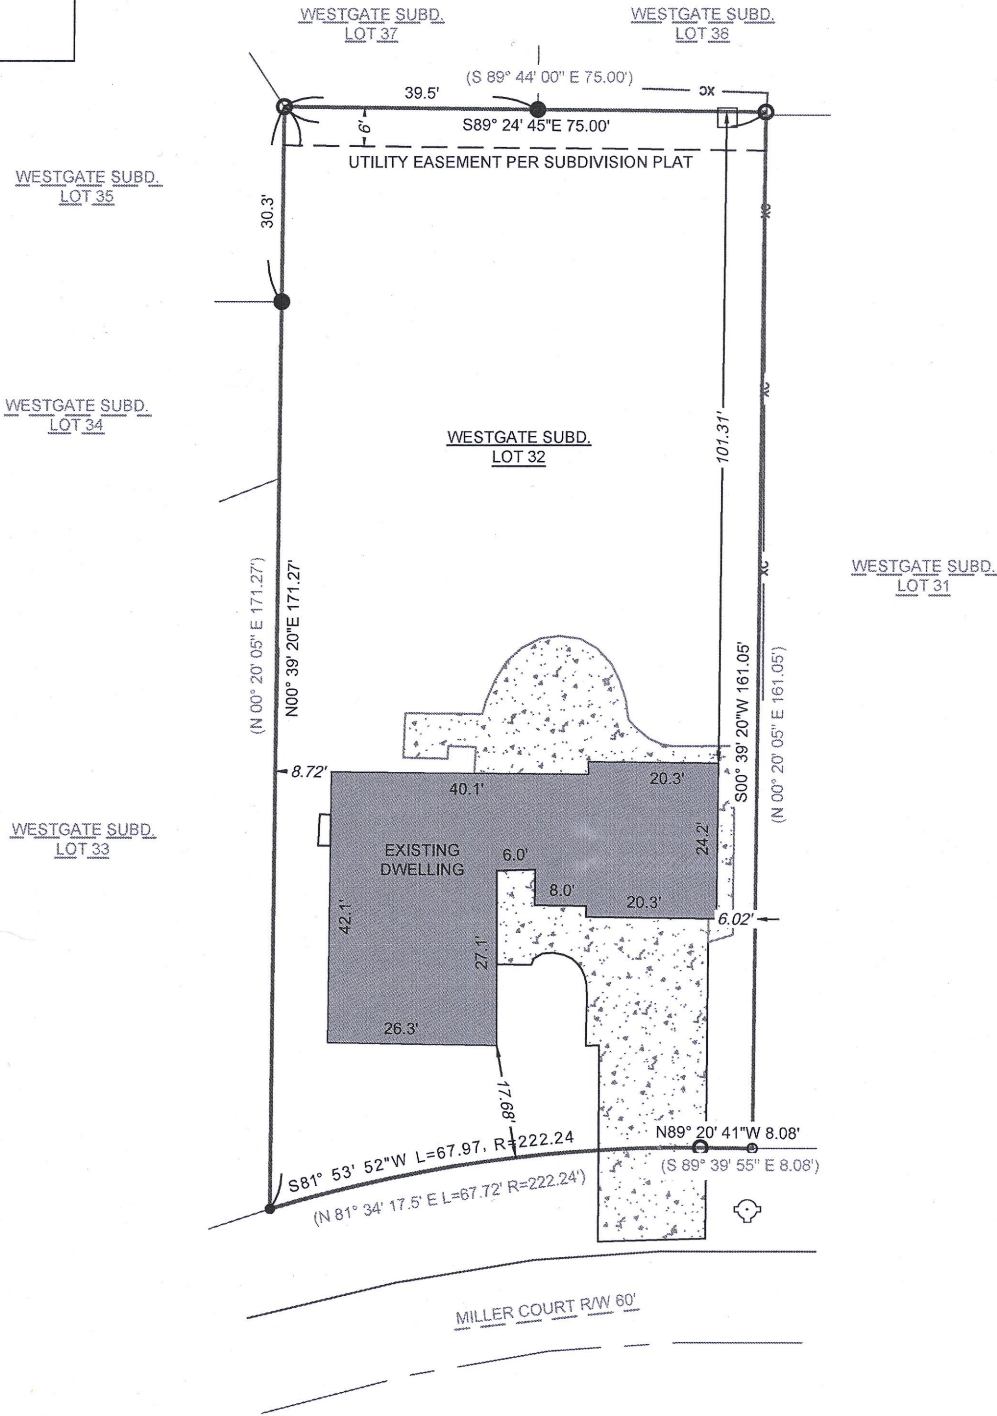 WESTGATE SUBD.
LOT 37
WESTGATE SUBD.
LOT 38
(S 89° 44' 00" E 75.00')
39.5'
XC
6'
S89° 24' 45"E 75.00'
UTILITY EASEMENT PER SUBDIVISION PLAT
WESTGATE SUBD.
LOT 35
30.3'
XC
XC
WESTGATE SUBD.
LOT 34
WESTGATE SUBD.
LOT 32
101.31'
XC
WESTGATE SUBD.
LOT 31
(N 00° 20' 05" E 171.27')
N00° 39' 20"E 171.27'
S00° 39' 20"W 161.05'
(N 00° 20' 05" E 161.05')
8.72'
40.1'
20.3'
WESTGATE SUBD.
LOT 33
EXISTING
DWELLING
6.0'
24.2'
8.0'
20.3'
42.1'
6.02'
27.1'
26.3'
17.68'
N89° 20' 41"W 8.08'
S81° 53' 52"W L=67.97, R=222.24
(S 89° 39' 55" E 8.08')
(N 81° 34' 17.5' E L=67.72' R=222.24')
MILLER COURT R/W 60'